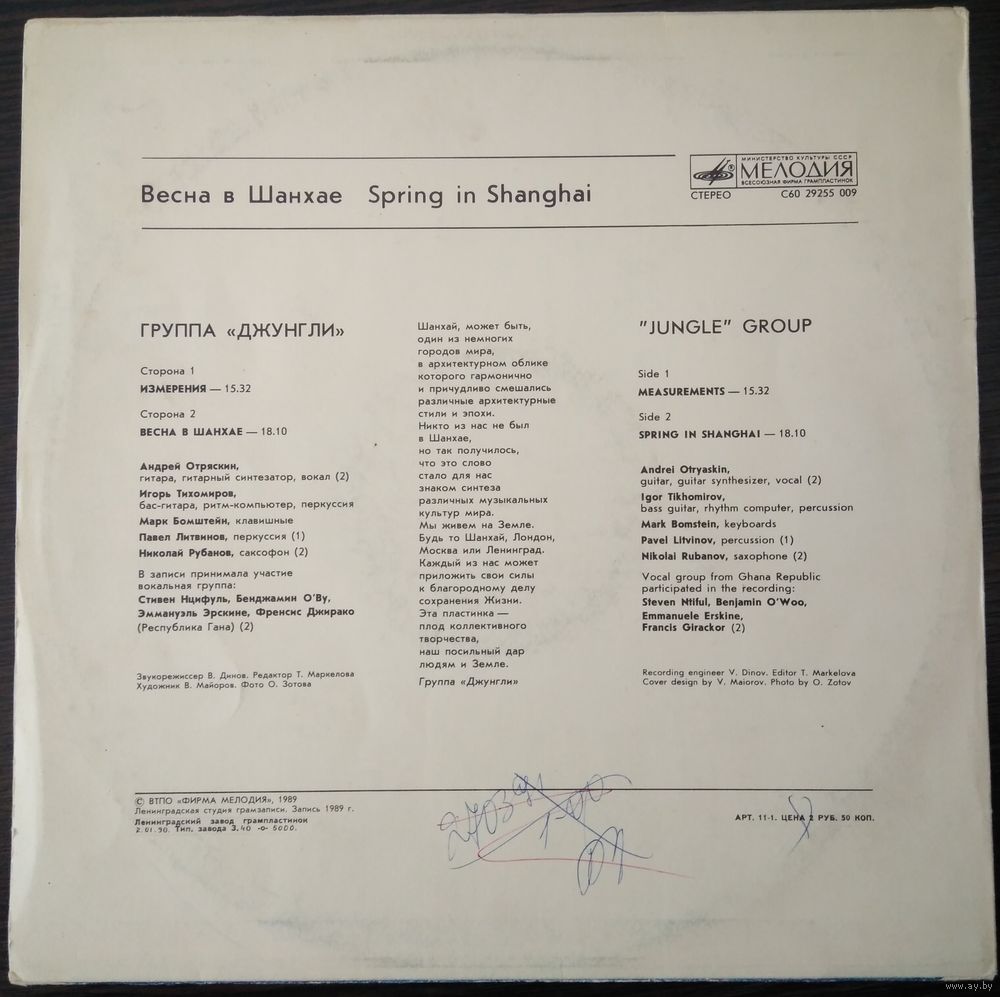 Весна в Шанхае Spring in Shanghai
МИНИСТЕРСТВО КУЛЬТУРЫ СССР
МЕЛОДИЯ
ВСЕСОЮЗНАЯ ФИРМА ГРАМПЛАСТИНОК
СТЕРЕО С60 29255 009
ГРУППА «ДЖУНГЛИ»
Сторона 1
ИЗМЕРЕНИЯ — 15.32
Сторона 2
ВЕСНА В ШАНХАЕ — 18.10
Андрей Отряскин,
гитара, гитарный синтезатор, вокал (2)
Игорь Тихомиров,
бас-гитара, ритм-компьютер, перкуссия
Марк Бомштейн, клавишные
Павел Литвинов, перкуссия (1)
Николай Рубанов, саксофон (2)
В записи принимала участие
вокальная группа:
Стивен Нцифуль, Бенджамин О'Ву,
Эммануэль Эрскине, Френсис Джирако
(Республика Гана) (2)
Звукорежиссер В. Динов. Редактор Т. Маркелова
Художник В. Майоров. Фото О. Зотова
Шанхай, может быть,
один из немногих
городов мира,
в архитектурном облике
которого гармонично
и причудливо смешались
различные архитектурные
стили и эпохи.
Никто из нас не был
в Шанхае,
но так получилось,
что это слово
стало для нас
знаком синтеза
различных музыкальных
культур мира.
Мы живем на Земле.
Будь то Шанхай, Лондон,
Москва или Ленинград.
Каждый из нас может
приложить свои силы
к благородному делу
сохранения Жизни.
Эта пластинка —
плод коллективного
творчества,
наш посильный дар
людям и Земле.
Группа «Джунгли»
"JUNGLE" GROUP
Side 1
MEASUREMENTS — 15.32
Side 2
SPRING IN SHANGHAI — 18.10
Andrei Otryaskin,
guitar, guitar synthesizer, vocal (2)
Igor Tikhomirov,
bass guitar, rhythm computer, percussion
Mark Bomstein, keyboards
Pavel Litvinov, percussion (1)
Nikolai Rubanov, saxophone (2)
Vocal group from Ghana Republic
participated in the recording:
Steven Ntiful, Benjamin O'Woo,
Emmanuele Erskine,
Francis Girackor (2)
Recording engineer V. Dinov. Editor T. Markelova
Cover design by V. Maiorov. Photo by O. Zotov
© ВТПО «ФИРМА МЕЛОДИЯ», 1989
Ленинградская студия грамзаписи. Запись 1989 г.
Ленинградский завод грампластинок
2.01.90. Тип. завода З.40 -о- 5000.
АРТ. 11-1. ЦЕНА 2 РУБ. 50 КОП.
www.ay.by